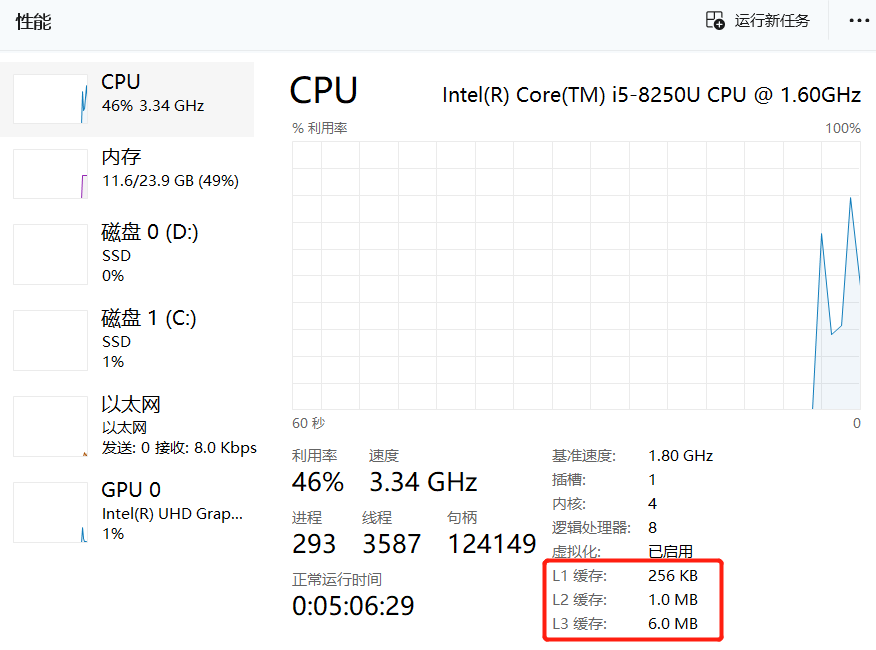 性能
运行新任务
CPU
46% 3.34 GHz
内存
11.6/23.9 GB (49%)
磁盘 0 (D:)
SSD
0%
磁盘 1 (C:)
SSD
1%
以太网
以太网
发送: 0 接收: 8.0 Kbps
GPU 0
Intel(R) UHD Grap...
1%
CPU
Intel(R) Core(TM) i5-8250U CPU @ 1.60GHz
% 利用率
100%
60 秒
0
利用率
速度
46%
3.34 GHz
进程
线程
句柄
293
3587
124149
正常运行时间
0:05:06:29
基准速度: 1.80 GHz
插槽: 1
内核: 4
逻辑处理器: 8
虚拟化: 已启用
L1 缓存: 256 KB
L2 缓存: 1.0 MB
L3 缓存: 6.0 MB